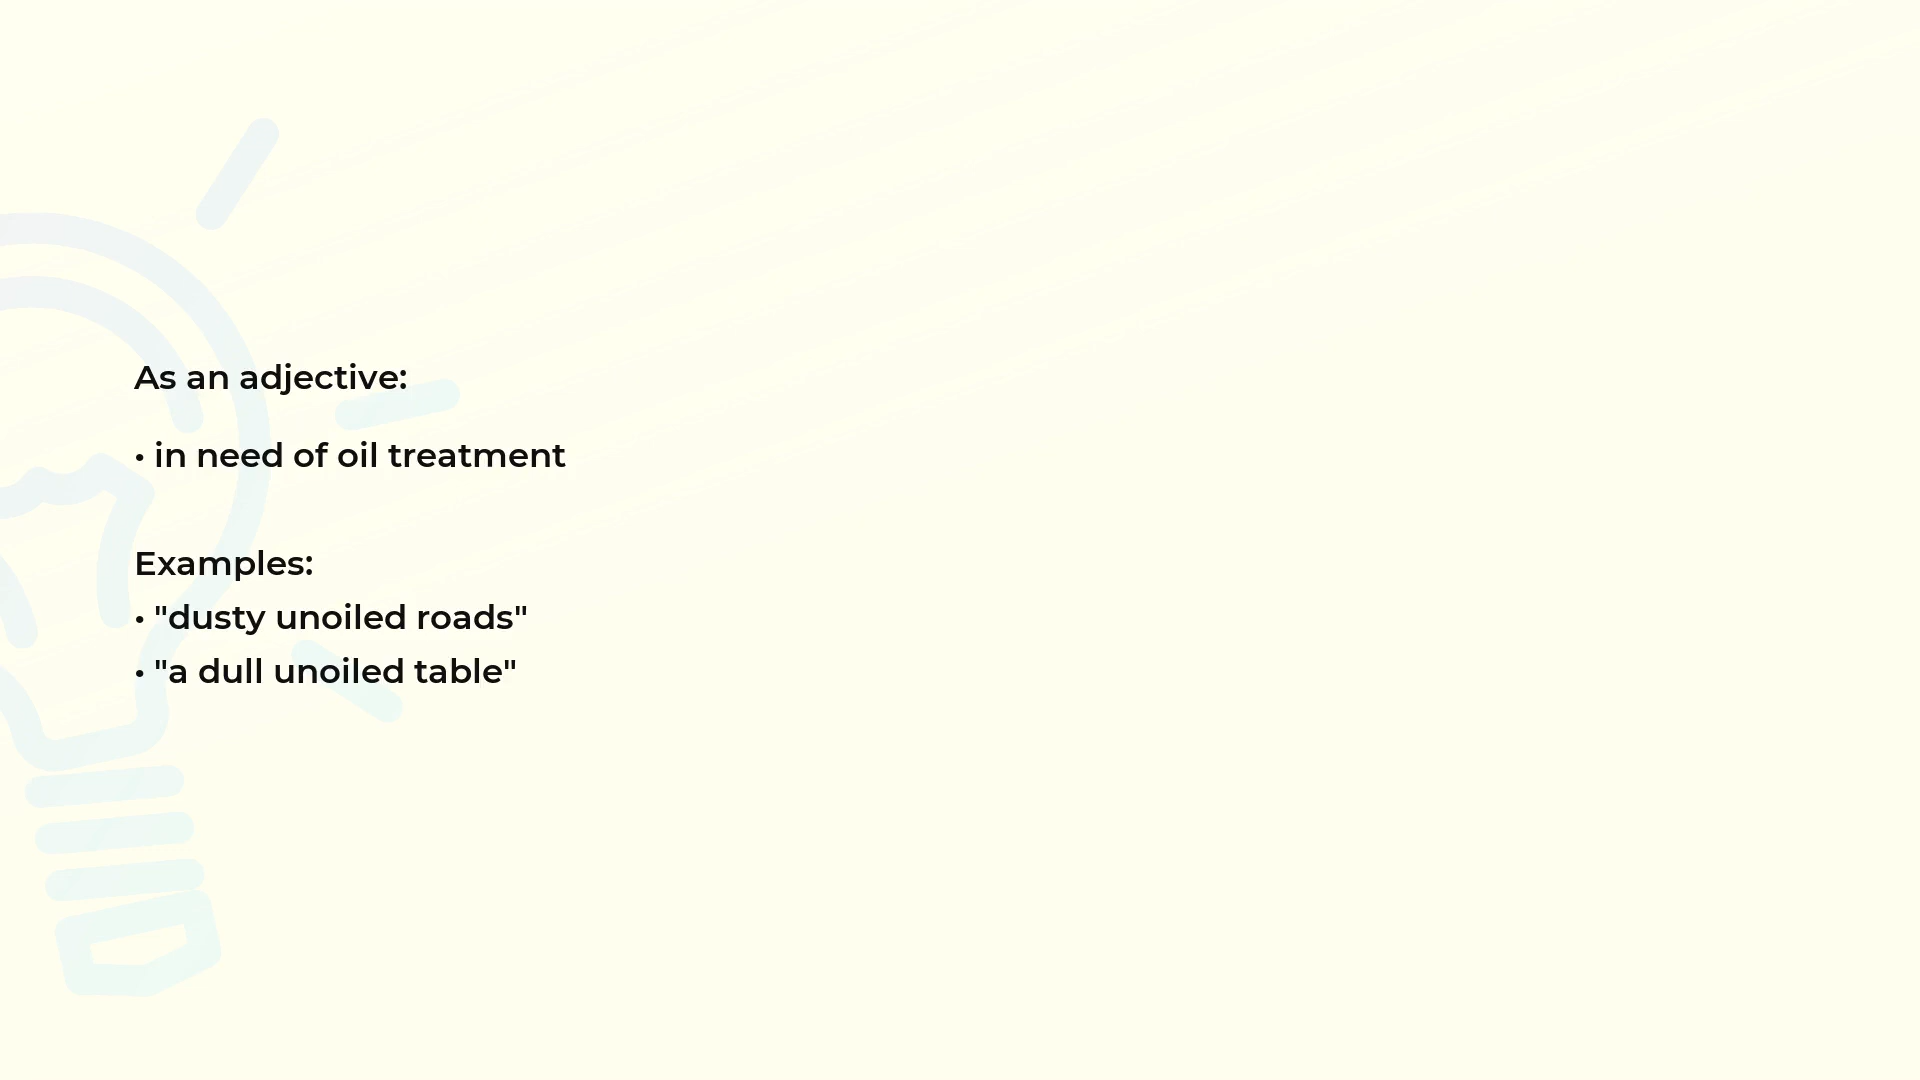 As an adjective:
• in need of oil treatment
Examples:
• "dusty unoiled roads"
• "a dull unoiled table"